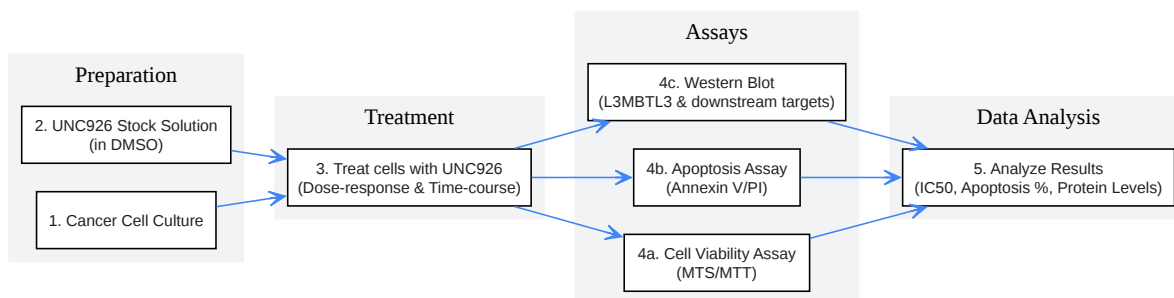 Preparation
2. UNC926 Stock Solution
(in DMSO)
1. Cancer Cell Culture
Treatment
3. Treat cells with UNC926
(Dose-response & Time-course)
Assays
4c. Western Blot
(L3MBTL3 & downstream targets)
4b. Apoptosis Assay
(Annexin V/PI)
4a. Cell Viability Assay
(MTS/MTT)
Data Analysis
5. Analyze Results
(IC50, Apoptosis %, Protein Levels)